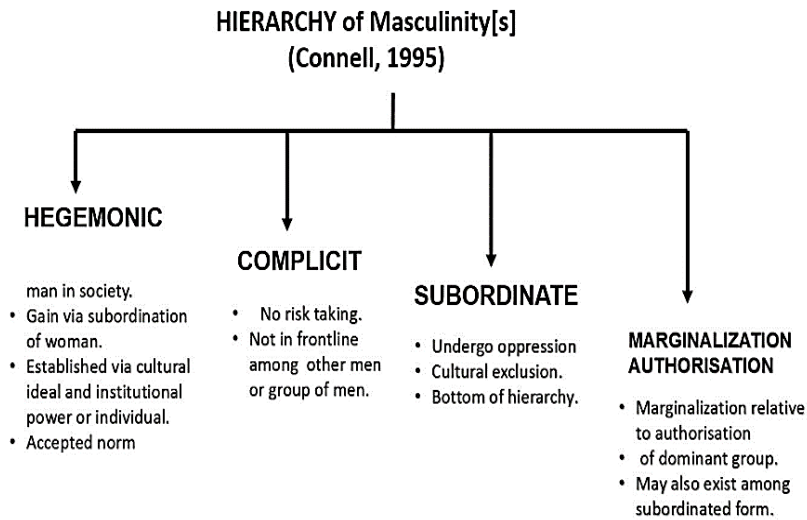 HIERARCHY of Masculinity[s]
(Connell, 1995)
HEGEMONIC
man in society.
• Gain via subordination
of woman.
• Established via cultural
ideal and institutional
power or individual.
• Accepted norm
COMPLICIT
• No risk taking.
• Not in frontline
among other men
or group of men.
SUBORDINATE
• Undergo oppression
• Cultural exclusion.
• Bottom of hierarchy.
MARGINALIZATION
AUTHORISATION
• Marginalization relative
to authorisation
• of dominant group.
• May also exist among
subordinated form.